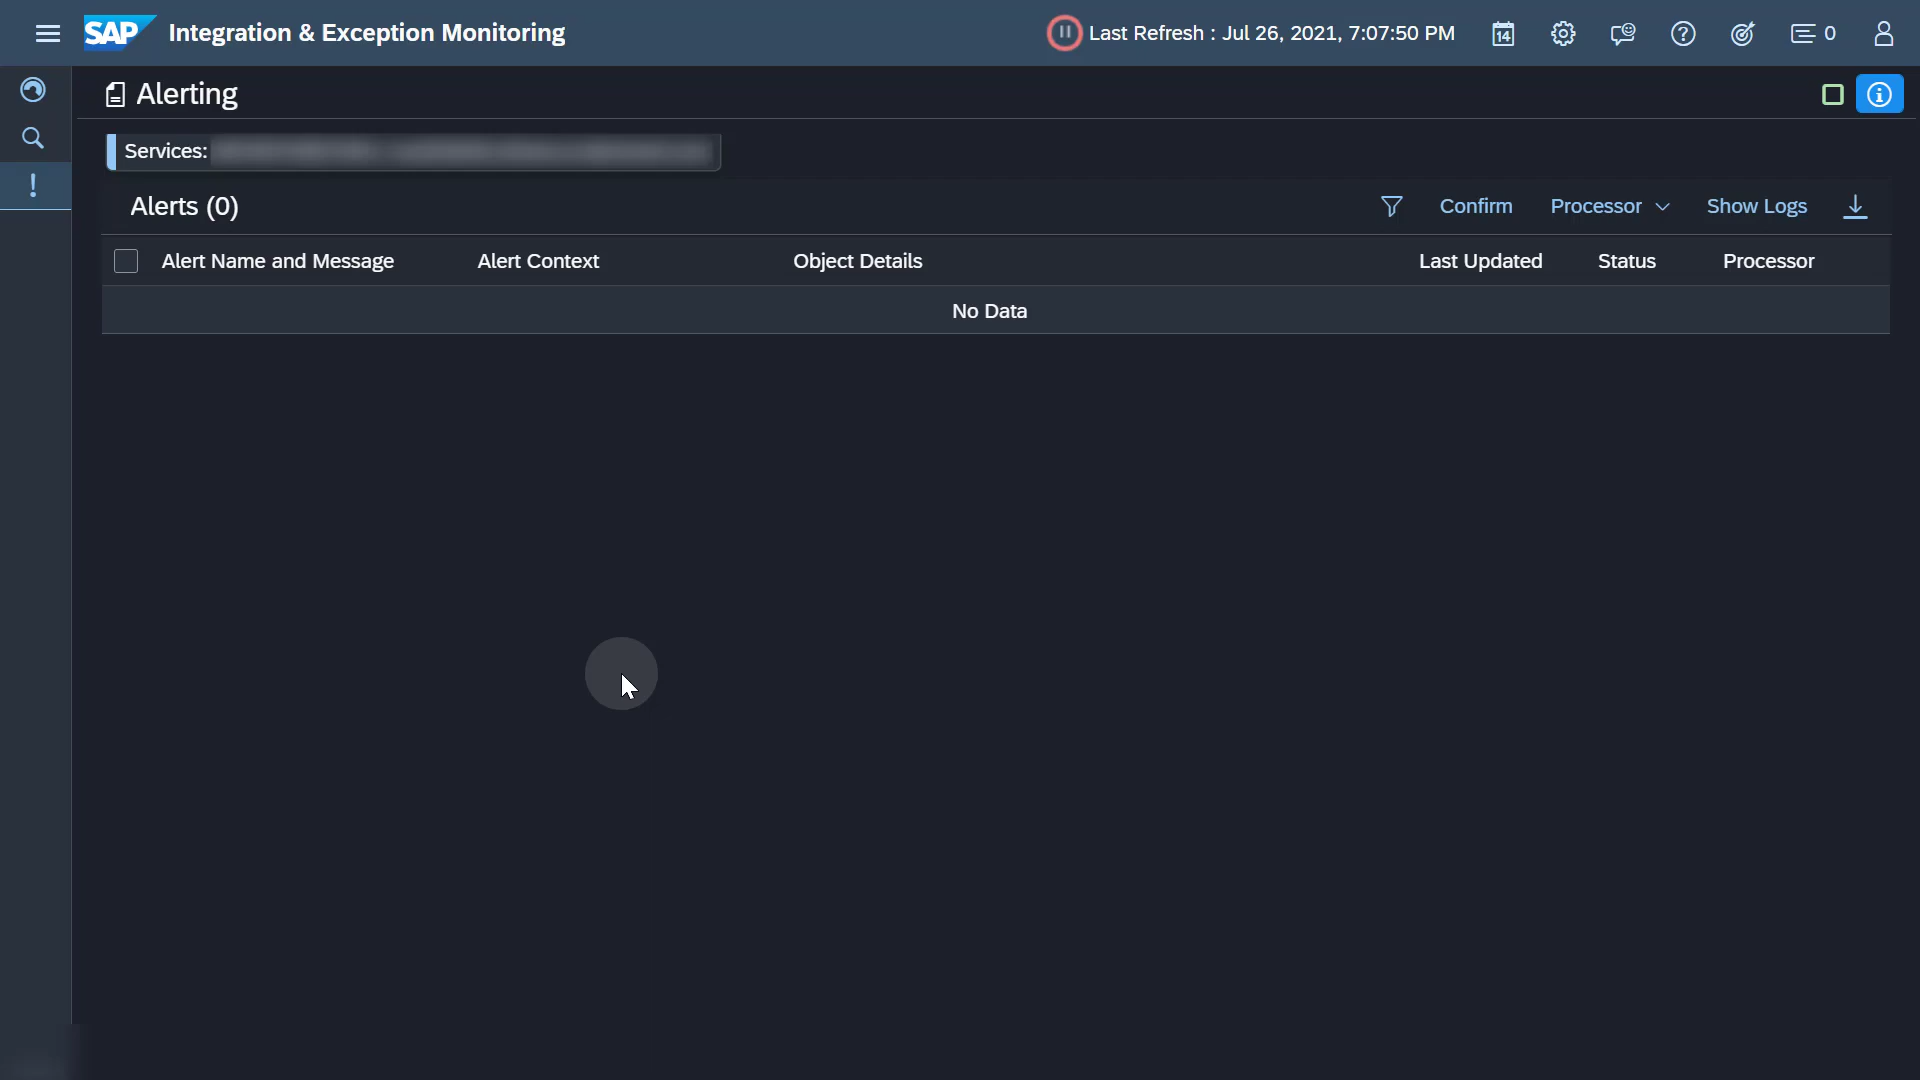 SAP Integration & Exception Monitoring
Last Refresh : Jul 26, 2021, 7:07:50 PM
14
0
Alerting
Services:
Alerts (0)
Confirm
Processor
Show Logs
Alert Name and Message
Alert Context
Object Details
Last Updated
Status
Processor
No Data